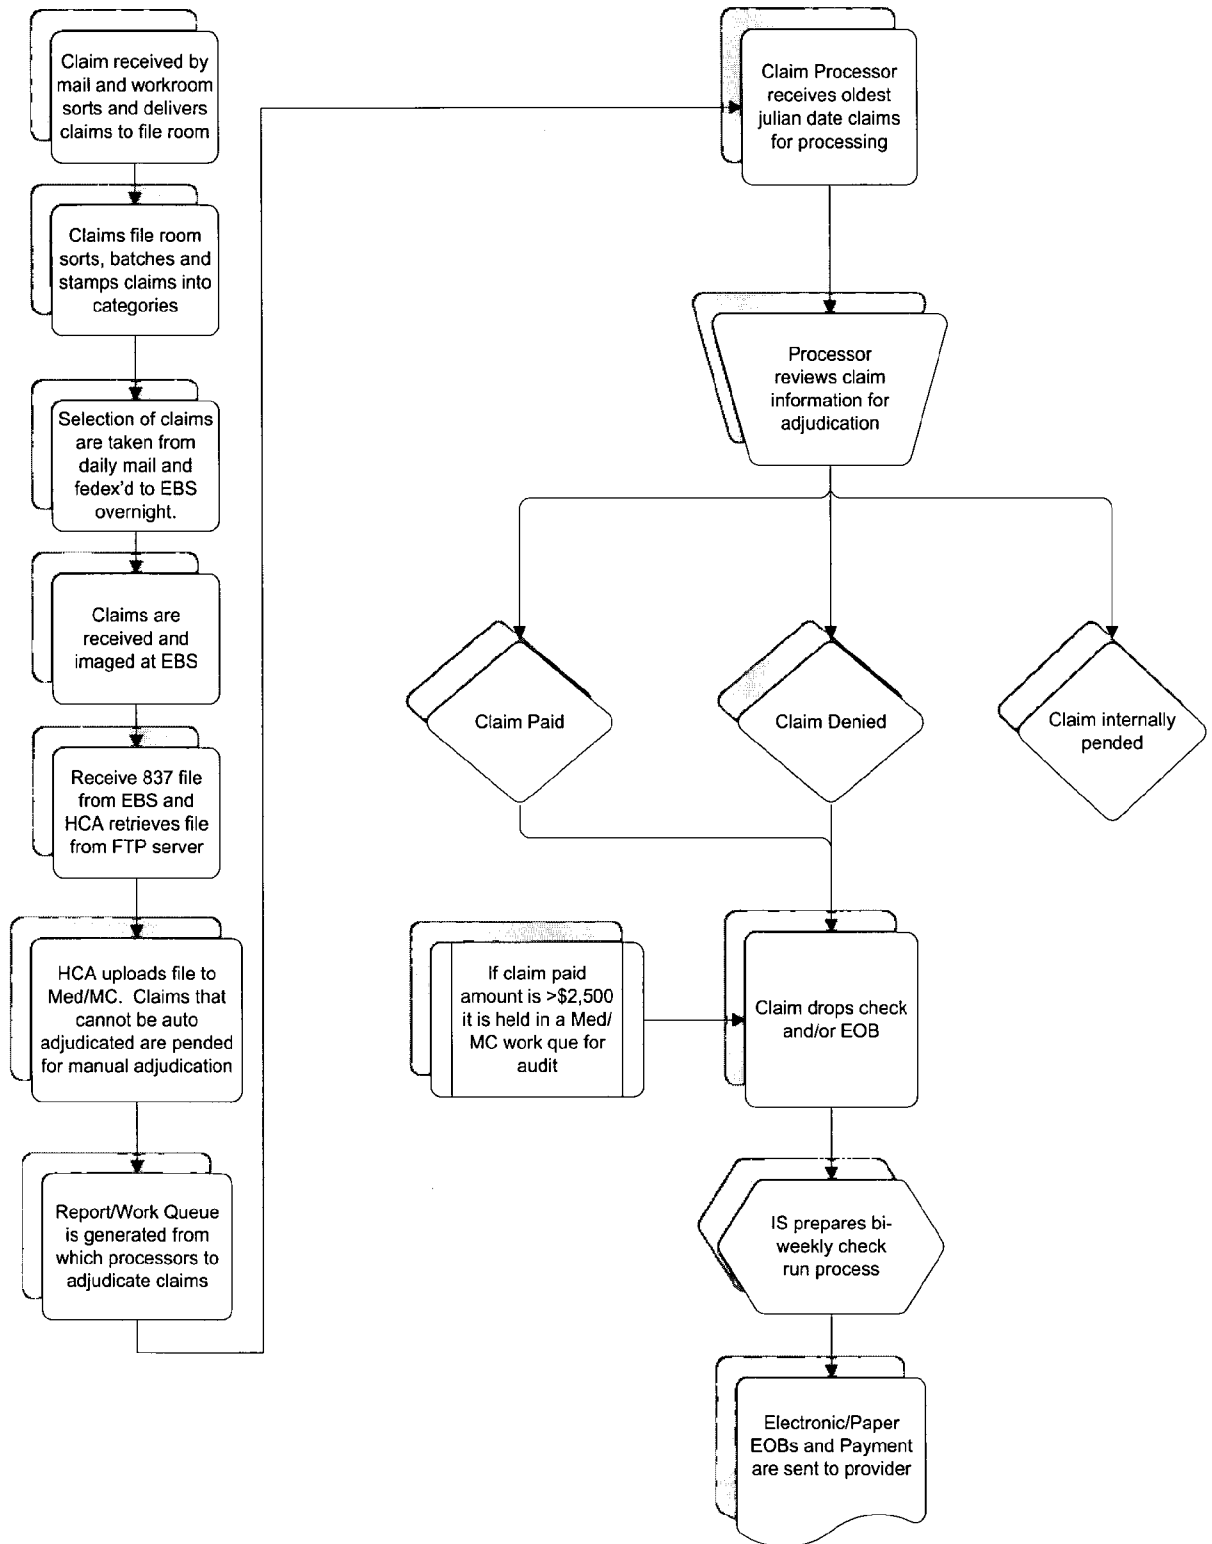 Claim received by
mail and workroom
sorts and delivers
claims to file room
Claims file room
sorts, batches and
stamps claims into
categories
Selection of claims
are taken from
daily mail and
fedex'd to EBS
overnight.
Claims are
received and
imaged at EBS
Receive 837 file
from EBS and
HCA retrieves file
from FTP server
HCA uploads file to
Med/MC. Claims that
cannot be auto
adjudicated are pended
for manual adjudication
Report/Work Queue
is generated from
which processors to
adjudicate claims
Claim Processor
receives oldest
julian date claims
for processing
Processor
reviews claim
information for
adjudication
Claim Paid
Claim Denied
Claim internally
pended
If claim paid
amount is >$2,500
it is held in a Med/
MC work que for
audit
Claim drops check
and/or EOB
IS prepares bi-
weekly check
run process
Electronic/Paper
EOBs and Payment
are sent to provider